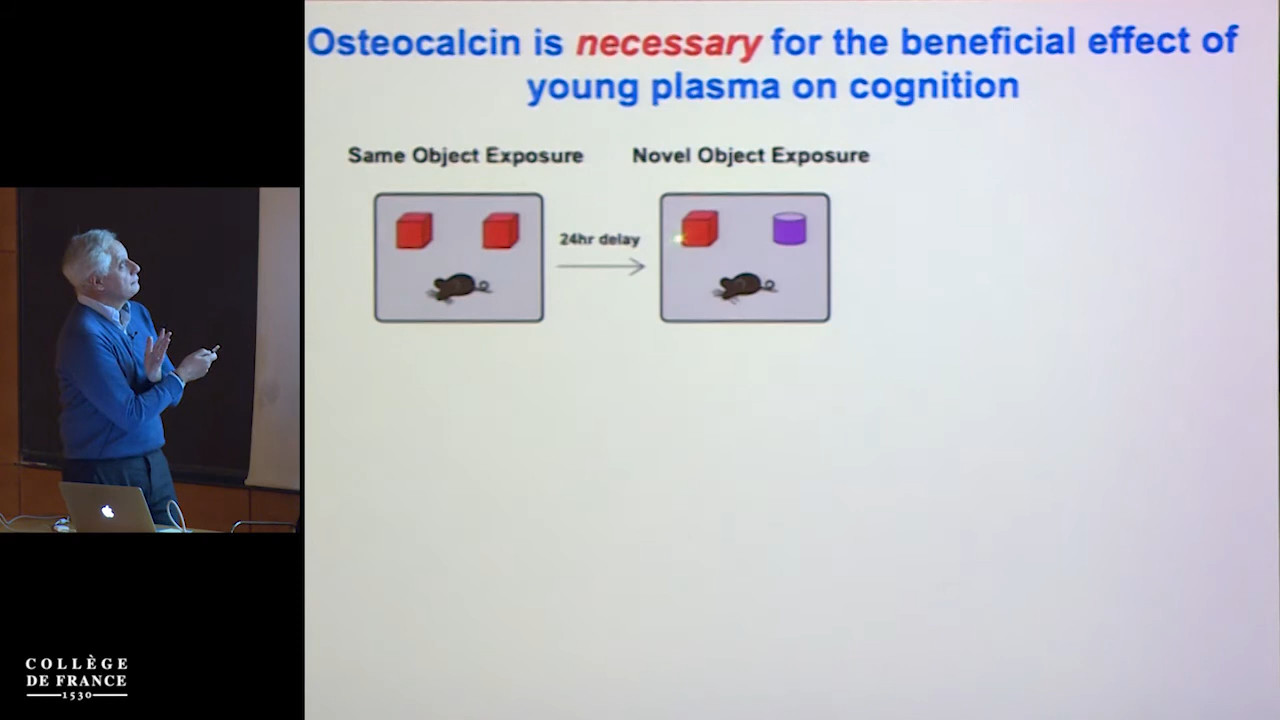 Osteocalcin is necessary for the beneficial effect of
young plasma on cognition
Same Object Exposure
Novel Object Exposure
24hr delay
COLLÈGE
DE FRANCE
1530